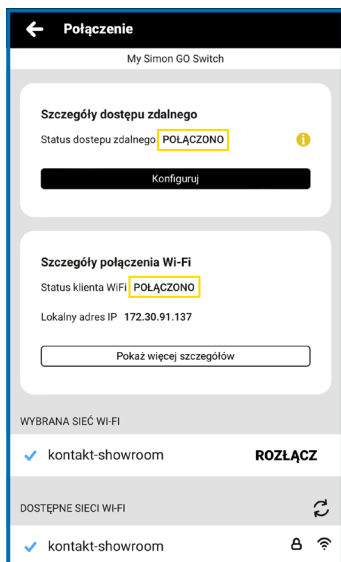 Połączenie
My Simon GO Switch
Szczegóły dostępu zdalnego
Status dostepu zdalnego POŁĄCZONO
Konfiguruj
Szczegóły połączenia Wi-Fi
Status klienta WiFi POŁĄCZONO
Lokalny adres IP 172.30.91.137
Pokaż więcej szczegółów
WYBRANA SIEĆ WI-FI
kontakt-showroom ROZŁĄCZ
DOSTĘPNE SIECI WI-FI
kontakt-showroom